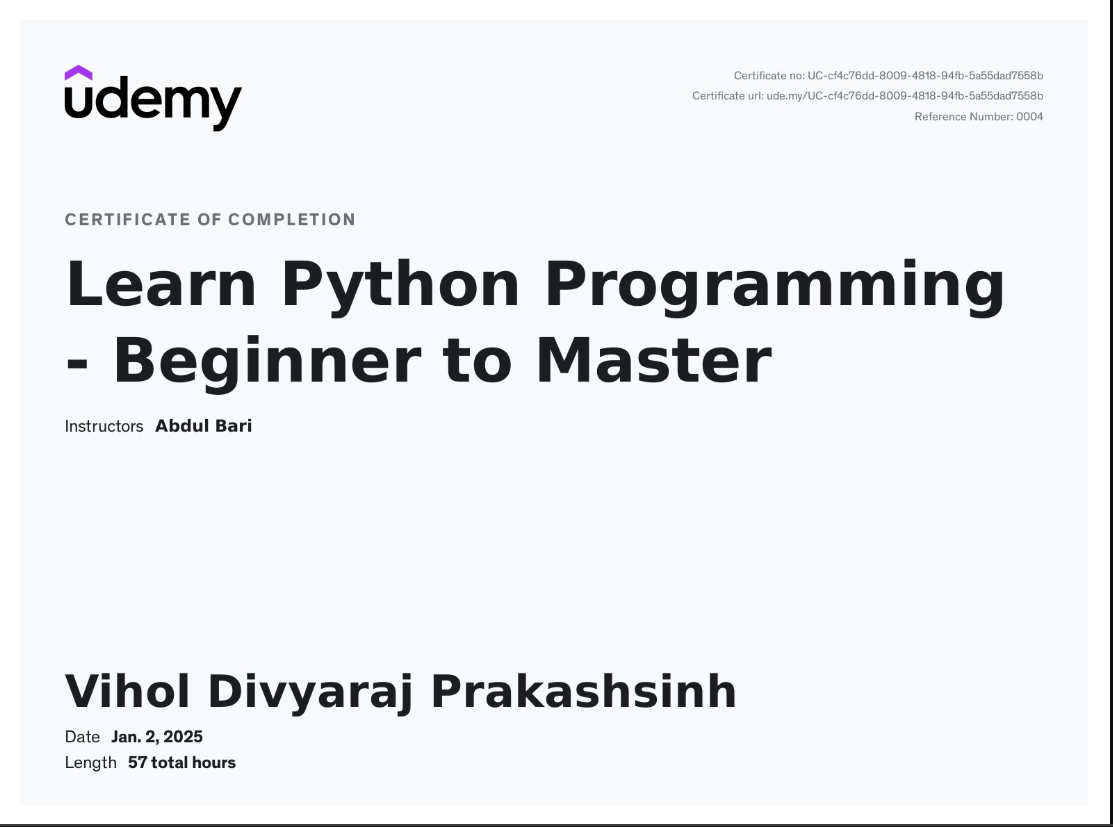 udemy
Certificate no: UC-cf4c76dd-8009-4818-94fb-5a55dad7558b
Certificate url: ude.my/UC-cf4c76dd-8009-4818-94fb-5a55dad7558b
Reference Number: 0004
CERTIFICATE OF COMPLETION
Learn Python Programming
- Beginner to Master
Instructors Abdul Bari
Vihol Divyaraj Prakashsinh
Date Jan. 2, 2025
Length 57 total hours